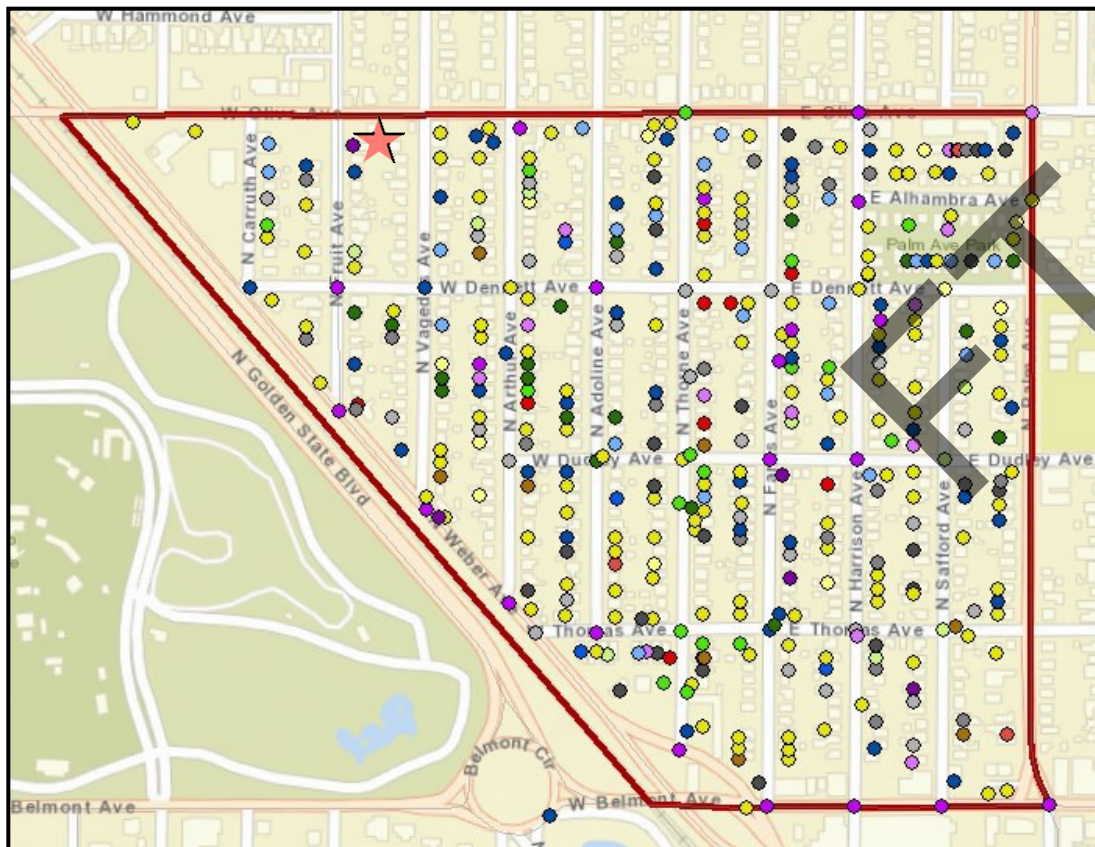 W Hammond Ave
W Olive Ave
E Olive Ave
N Carruth Ave
N Fruit Ave
N Vagedes Ave
N Arthur Ave
N Adoline Ave
N Thorne Ave
N Harrison Ave
N Safford Ave
N Palm Ave
E Alhambra Ave
Palm Ave Park
W Dennett Ave
E Dennett Ave
W Dudley Ave
E Dudley Ave
N Golden State Blvd
N Weber Ave
Thomas Ave
E Thomas Ave
Belmont Cir
Belmont Ave
W Belmont Ave